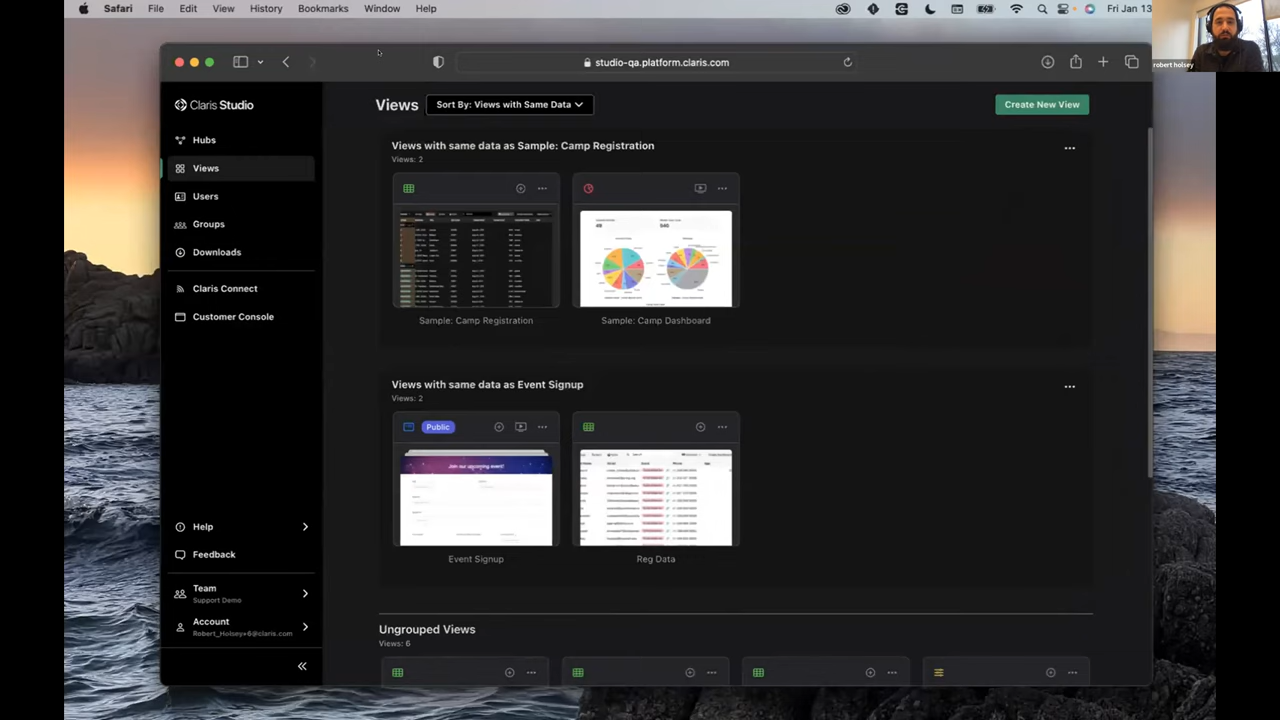 Safari File Edit View History Bookmarks Window Help
Fri Jan 13
robert holsey
studio-qa.platform.claris.com
Claris Studio
Hubs
Views
Users
Groups
Downloads
Claris Connect
Customer Console
Help
Feedback
Team
Support Demo
Account
Robert_Holsey+6@claris.com
Views
Sort By: Views with Same Data
Create New View
Views with same data as Sample: Camp Registration
Views: 2
Sample: Camp Registration
Sample: Camp Dashboard
Views with same data as Event Signup
Views: 2
Public
Join our upcoming event!
Event Signup
Reg Data
Ungrouped Views
Views: 6